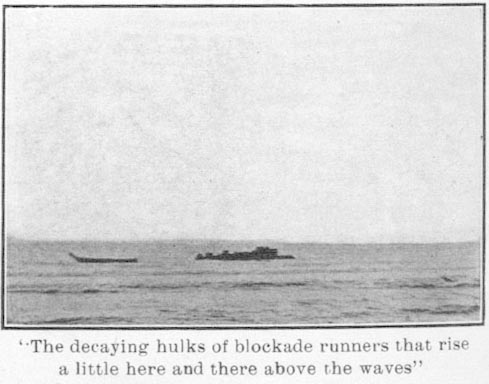 “The decaying hulks of blockade runners that rise
a little here and there above the waves”